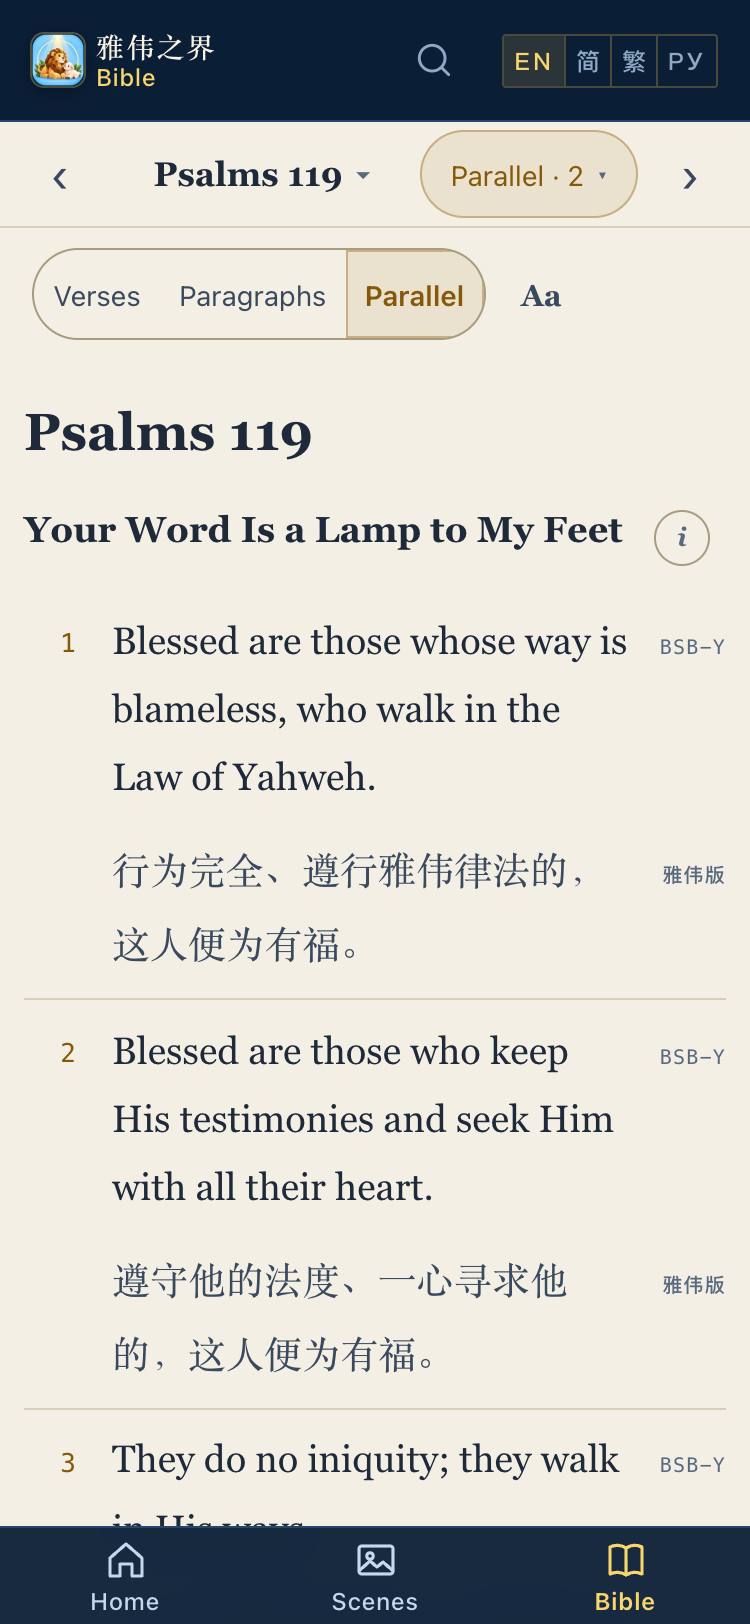 雅伟之界
Bible
EN 简 繁 РУ
‹ Psalms 119 Parallel · 2 ›
Verses Paragraphs Parallel Aa
Psalms 119
Your Word Is a Lamp to My Feet i
1 Blessed are those whose way is BSB–Y
blameless, who walk in the
Law of Yahweh.
行为完全、遵行雅伟律法的， 雅伟版
这人便为有福。
2 Blessed are those who keep BSB–Y
His testimonies and seek Him
with all their heart.
遵守他的法度、一心寻求他 雅伟版
的，这人便为有福。
3 They do no iniquity; they walk BSB–Y
in His ways
Home Scenes Bible